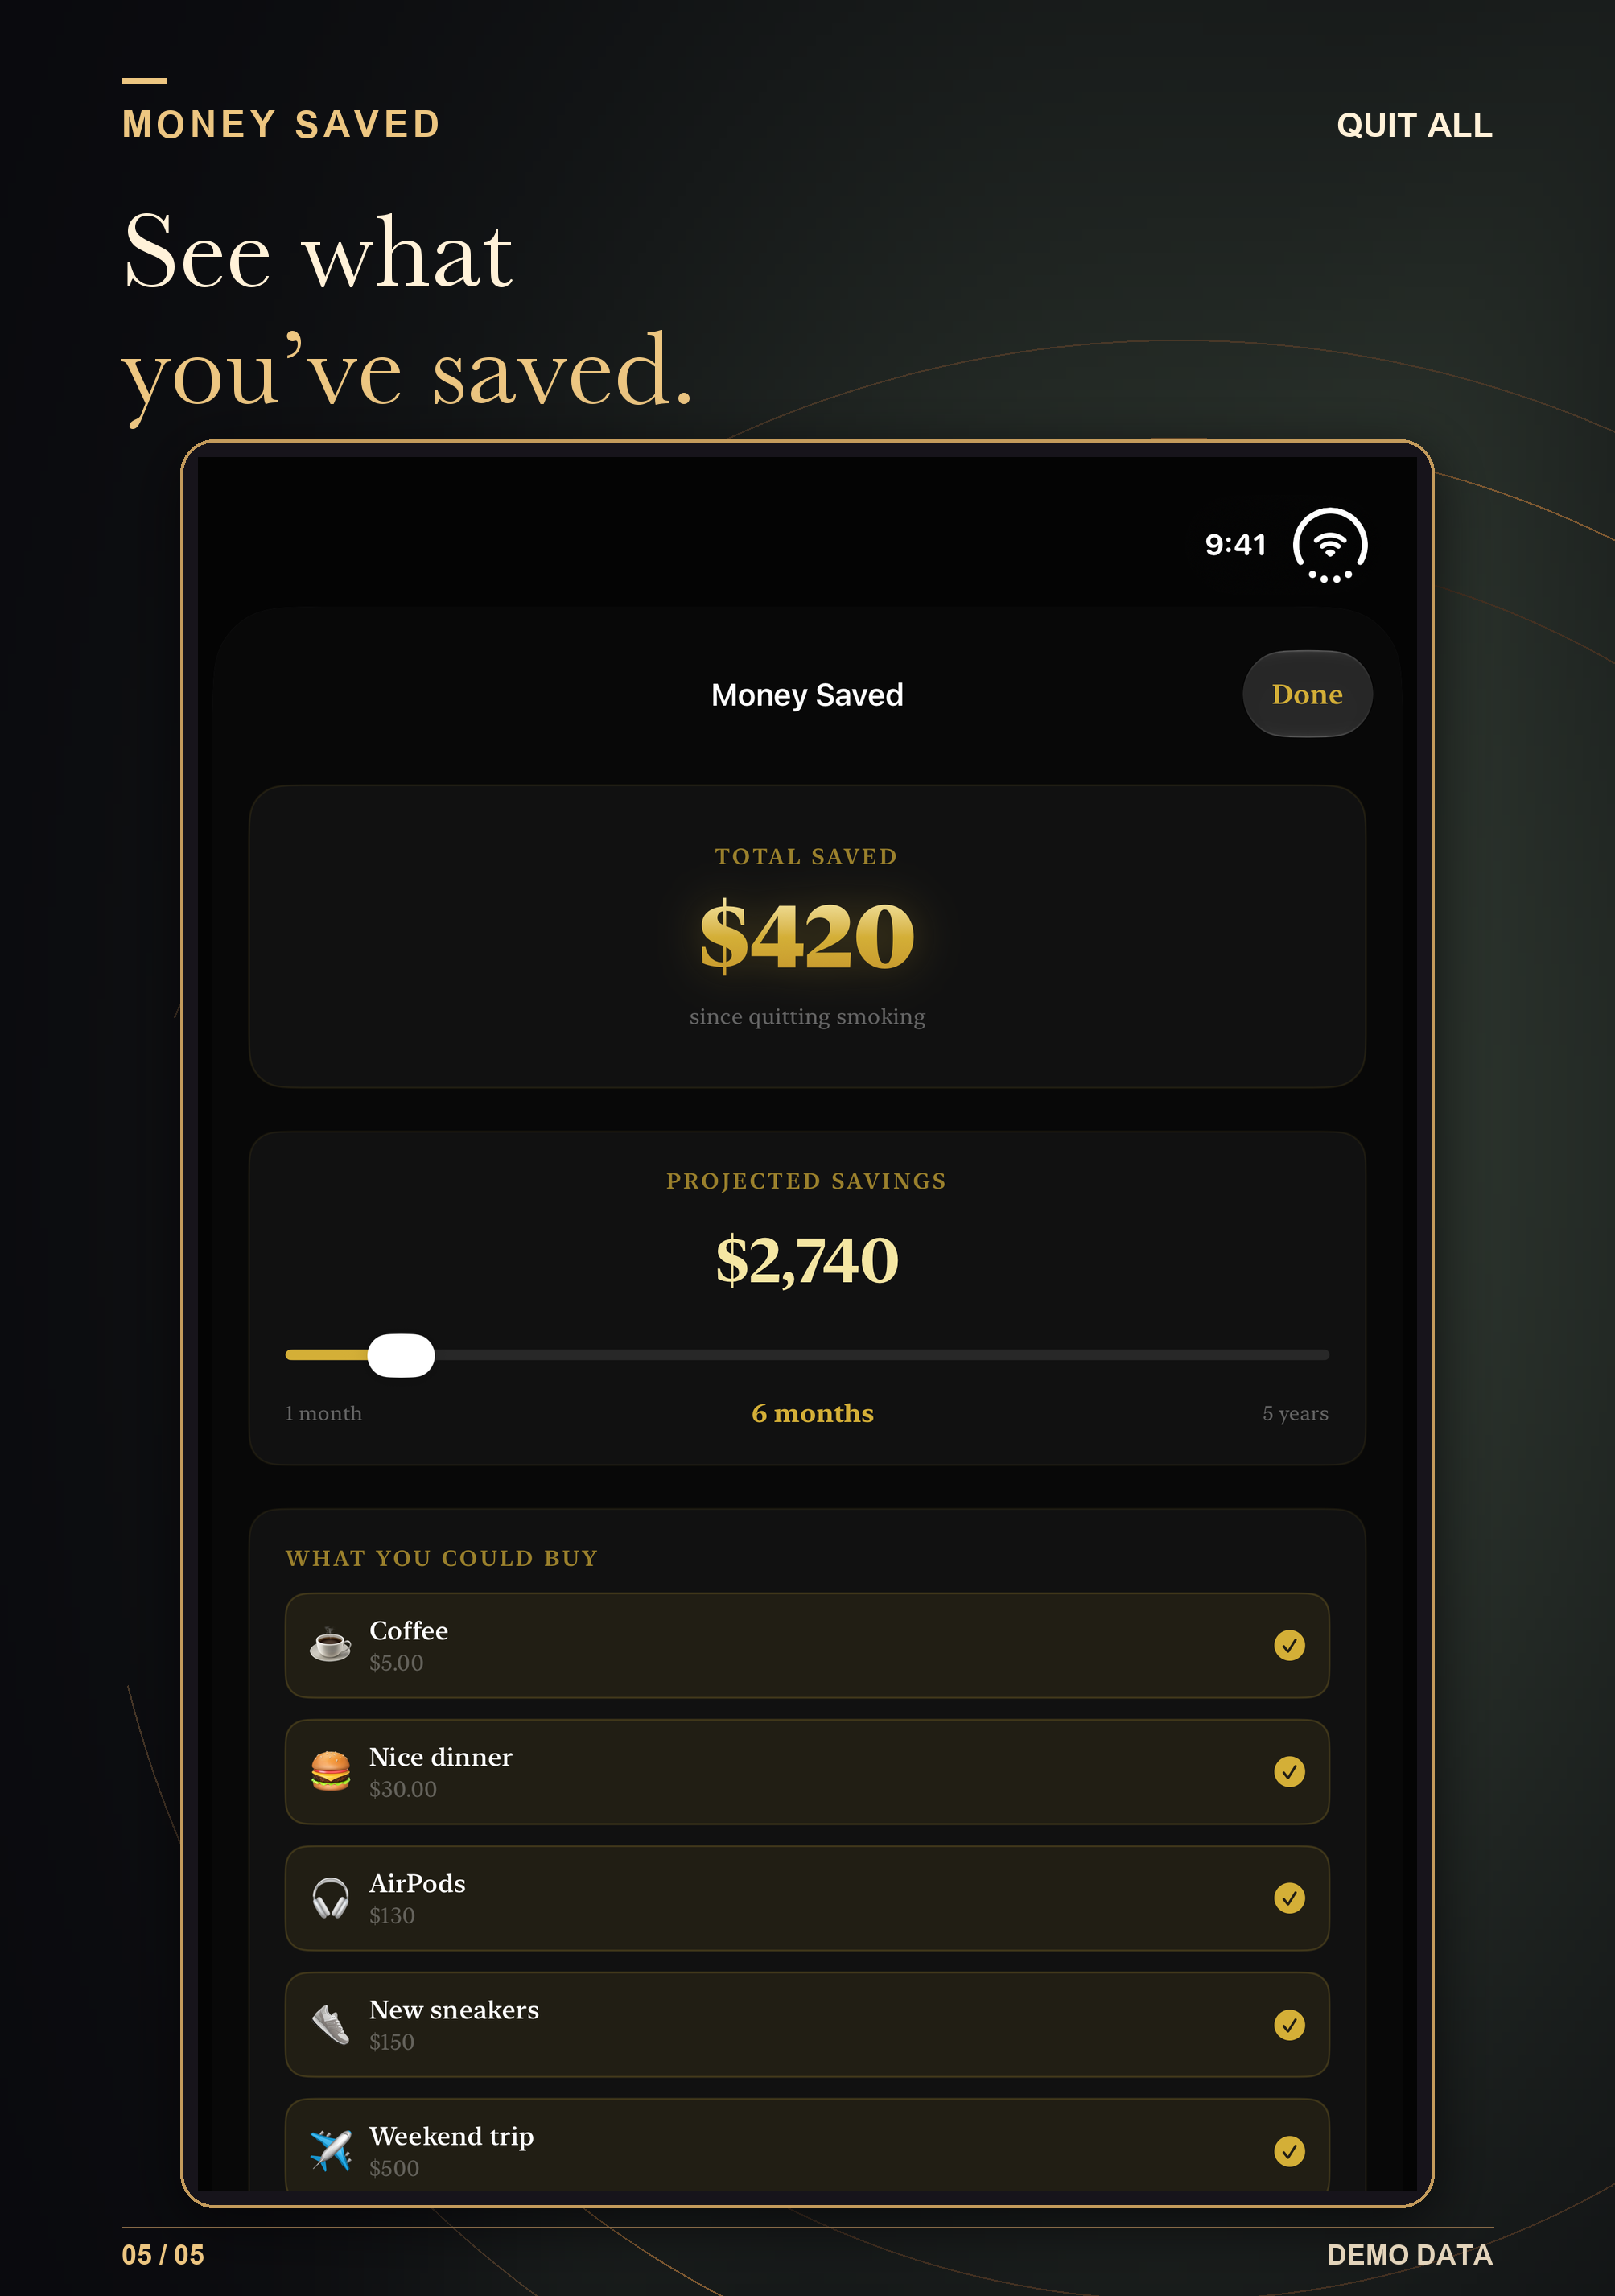 MONEY SAVED
QUIT ALL
See what
you’ve saved.
9:41
Money Saved
Done
TOTAL SAVED
$420
since quitting smoking
PROJECTED SAVINGS
$2,740
1 month
6 months
5 years
WHAT YOU COULD BUY
Coffee
$5.00
Nice dinner
$30.00
AirPods
$130
New sneakers
$150
Weekend trip
$500
05 / 05
DEMO DATA